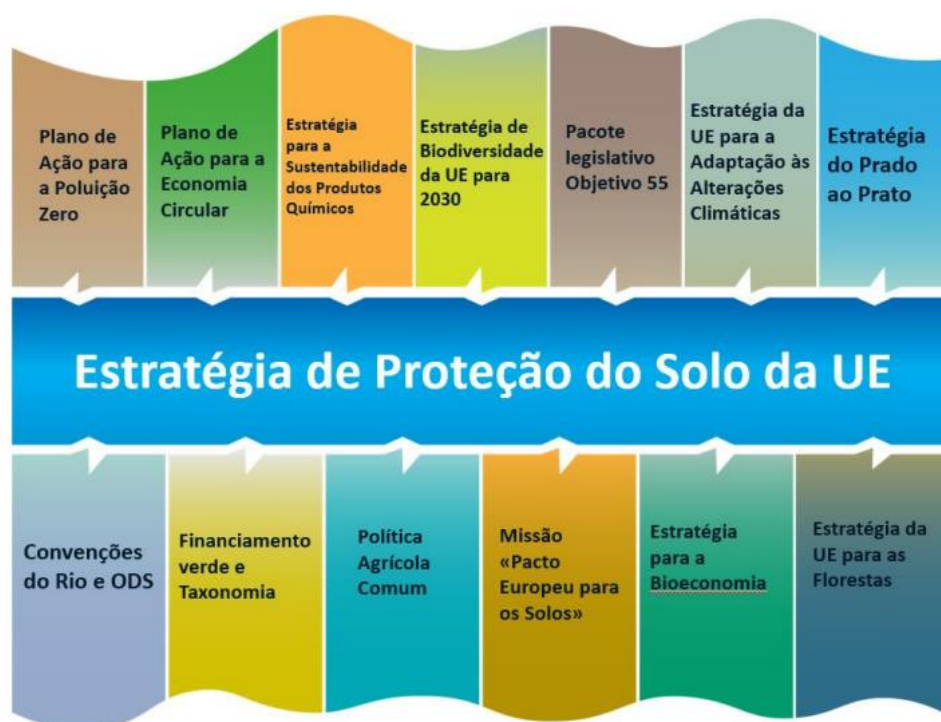 Plano de
Ação para
a Poluição
Zero
Plano de
Ação para a
Economia
Circular
Estratégia
para a
Sustentabilidade
dos Produtos
Químicos
Estratégia de
Biodiversidade
da UE para
2030
Pacote
legislativo
Objetivo 55
Estratégia da
UE para a
Adaptação às
Alterações
Climáticas
Estratégia
do Prado
ao Prato
Estratégia de Proteção do Solo da UE
Convenções
do Rio e ODS
Financiamento
verde e
Taxonomia
Política
Agrícola
Comum
Missão
«Pacto
Europeu para
os Solos»
Estratégia
para a
Bioeconomia
Estratégia da
UE para as
Florestas